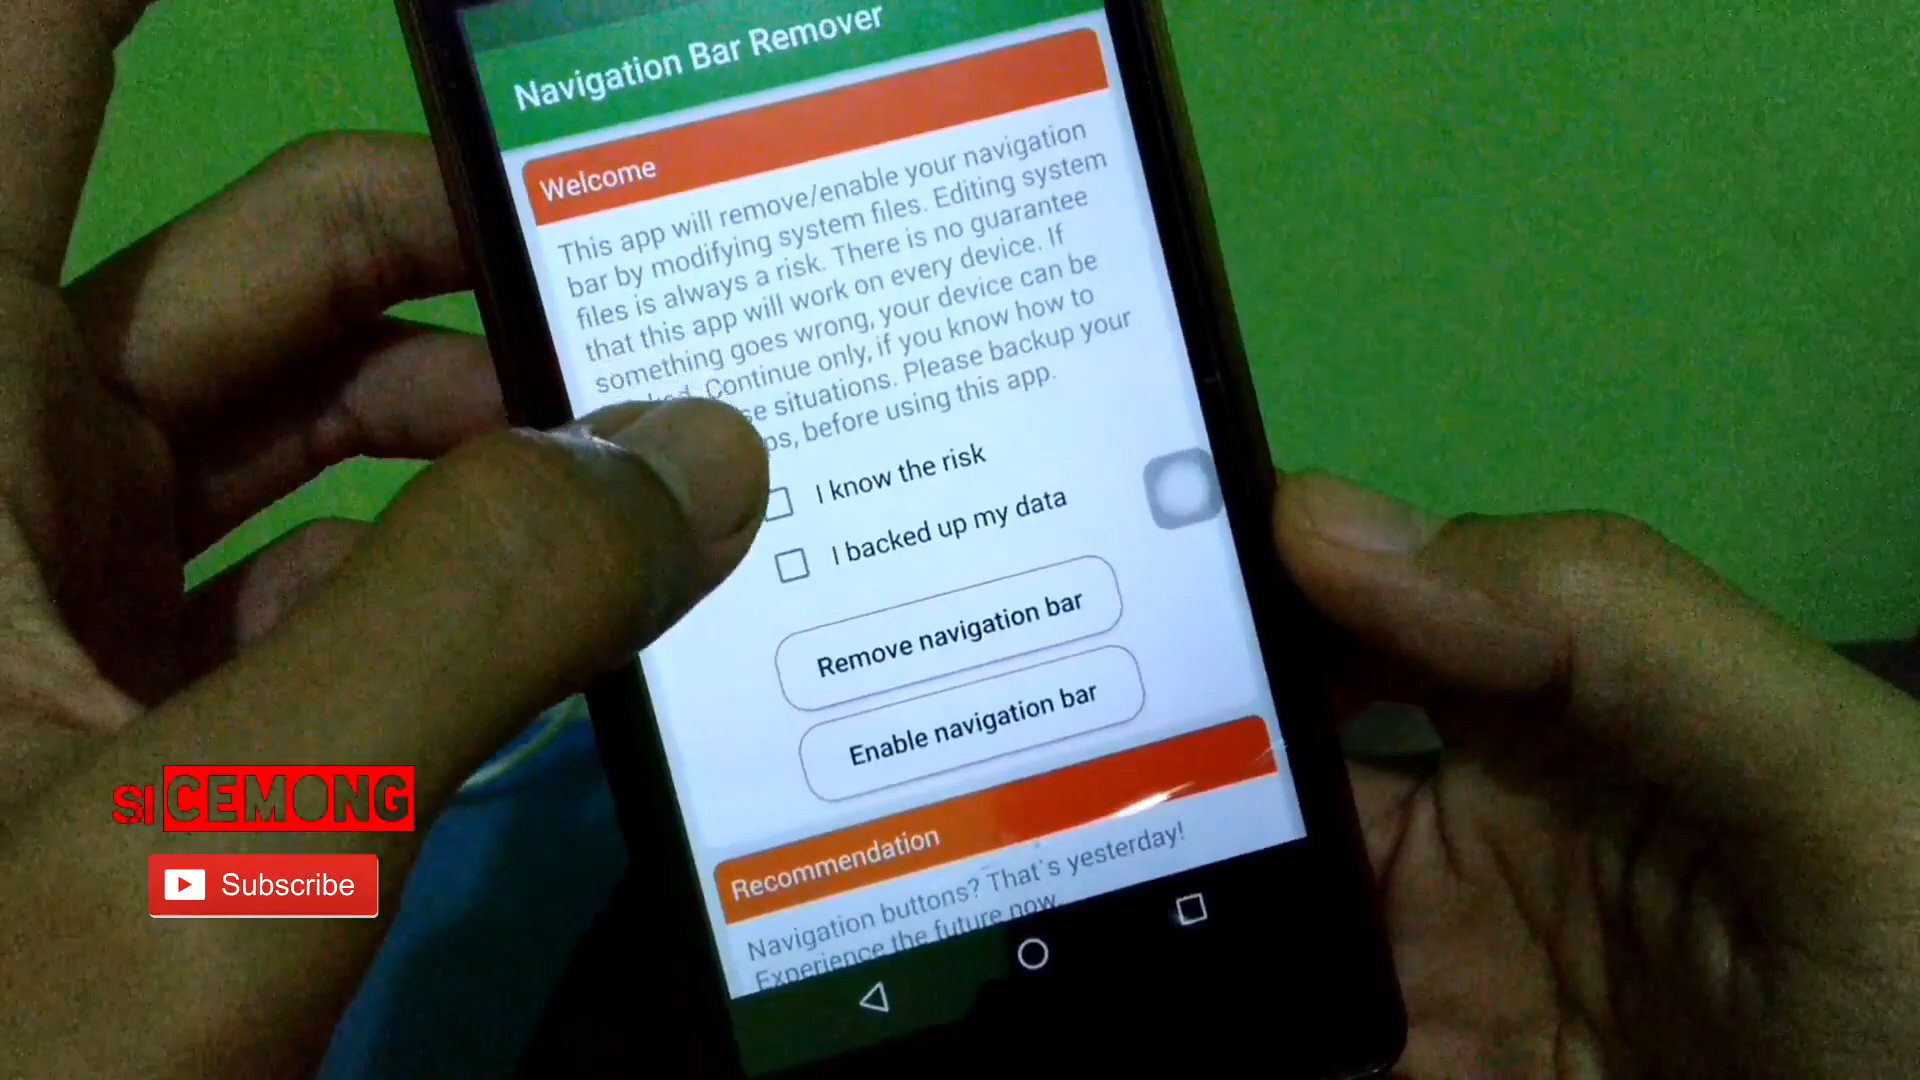 Navigation Bar Remover
Welcome
This app will remove/enable your navigation
bar by modifying system files. Editing system
files is always a risk. There is no guarantee
that this app will work on every device. If
something goes wrong, your device can be
Continue only, if you know how to
situations. Please backup your
before using this app.
I know the risk
I backed up my data
Remove navigation bar
Enable navigation bar
Recommendation
Navigation buttons? That's yesterday!
Experience the future now
SI CEMONG
Subscribe